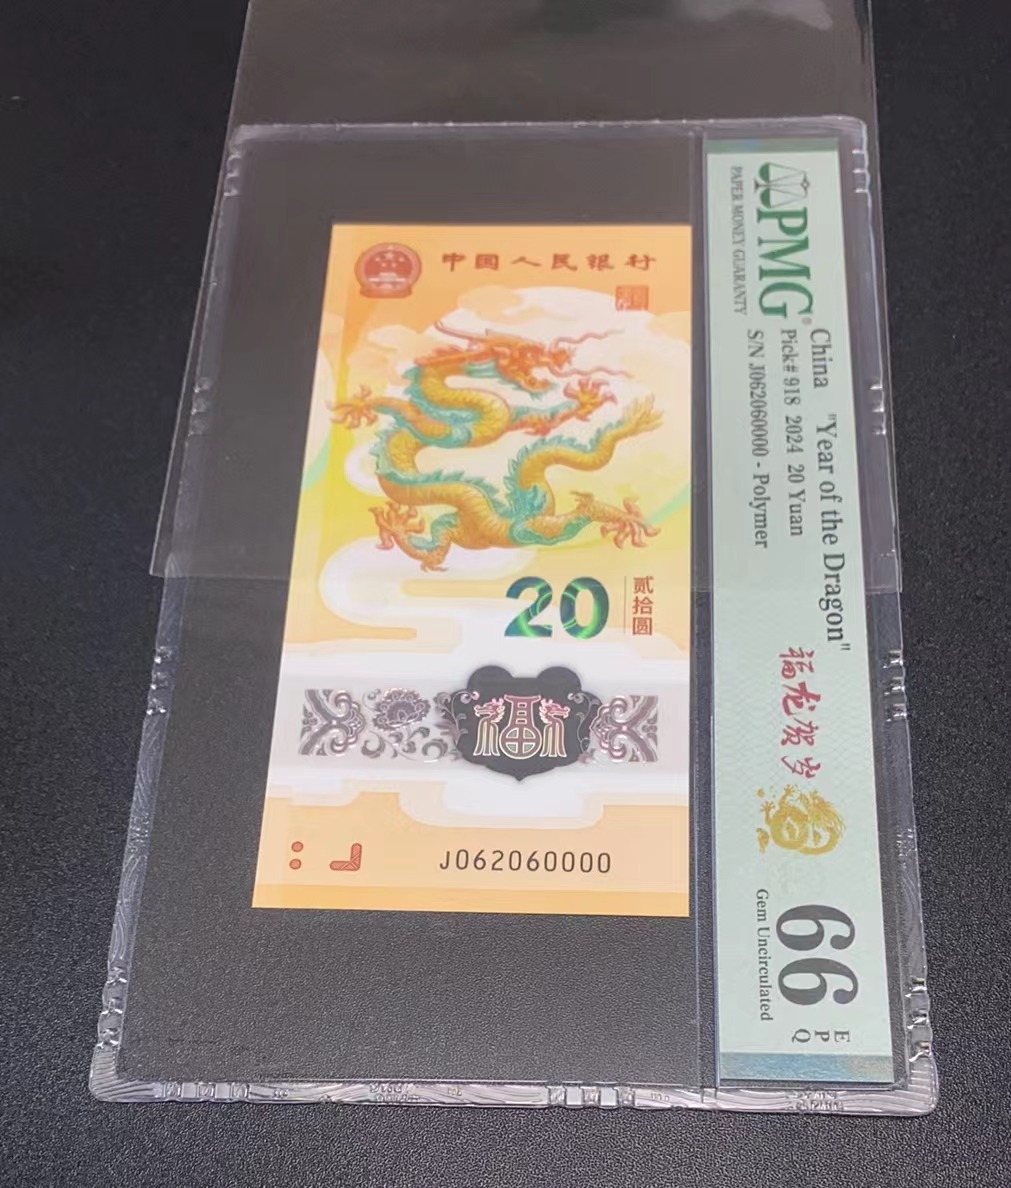 中国人民银行
20
贰拾圆
福
J062060000
PMG®
PAPER MONEY GUARANTY
China "Year of the Dragon"
Pick# 918 2024 20 Yuan
S/N J062060000 - Polymer
福龙贺岁
66 EPQ
Gem Uncirculated